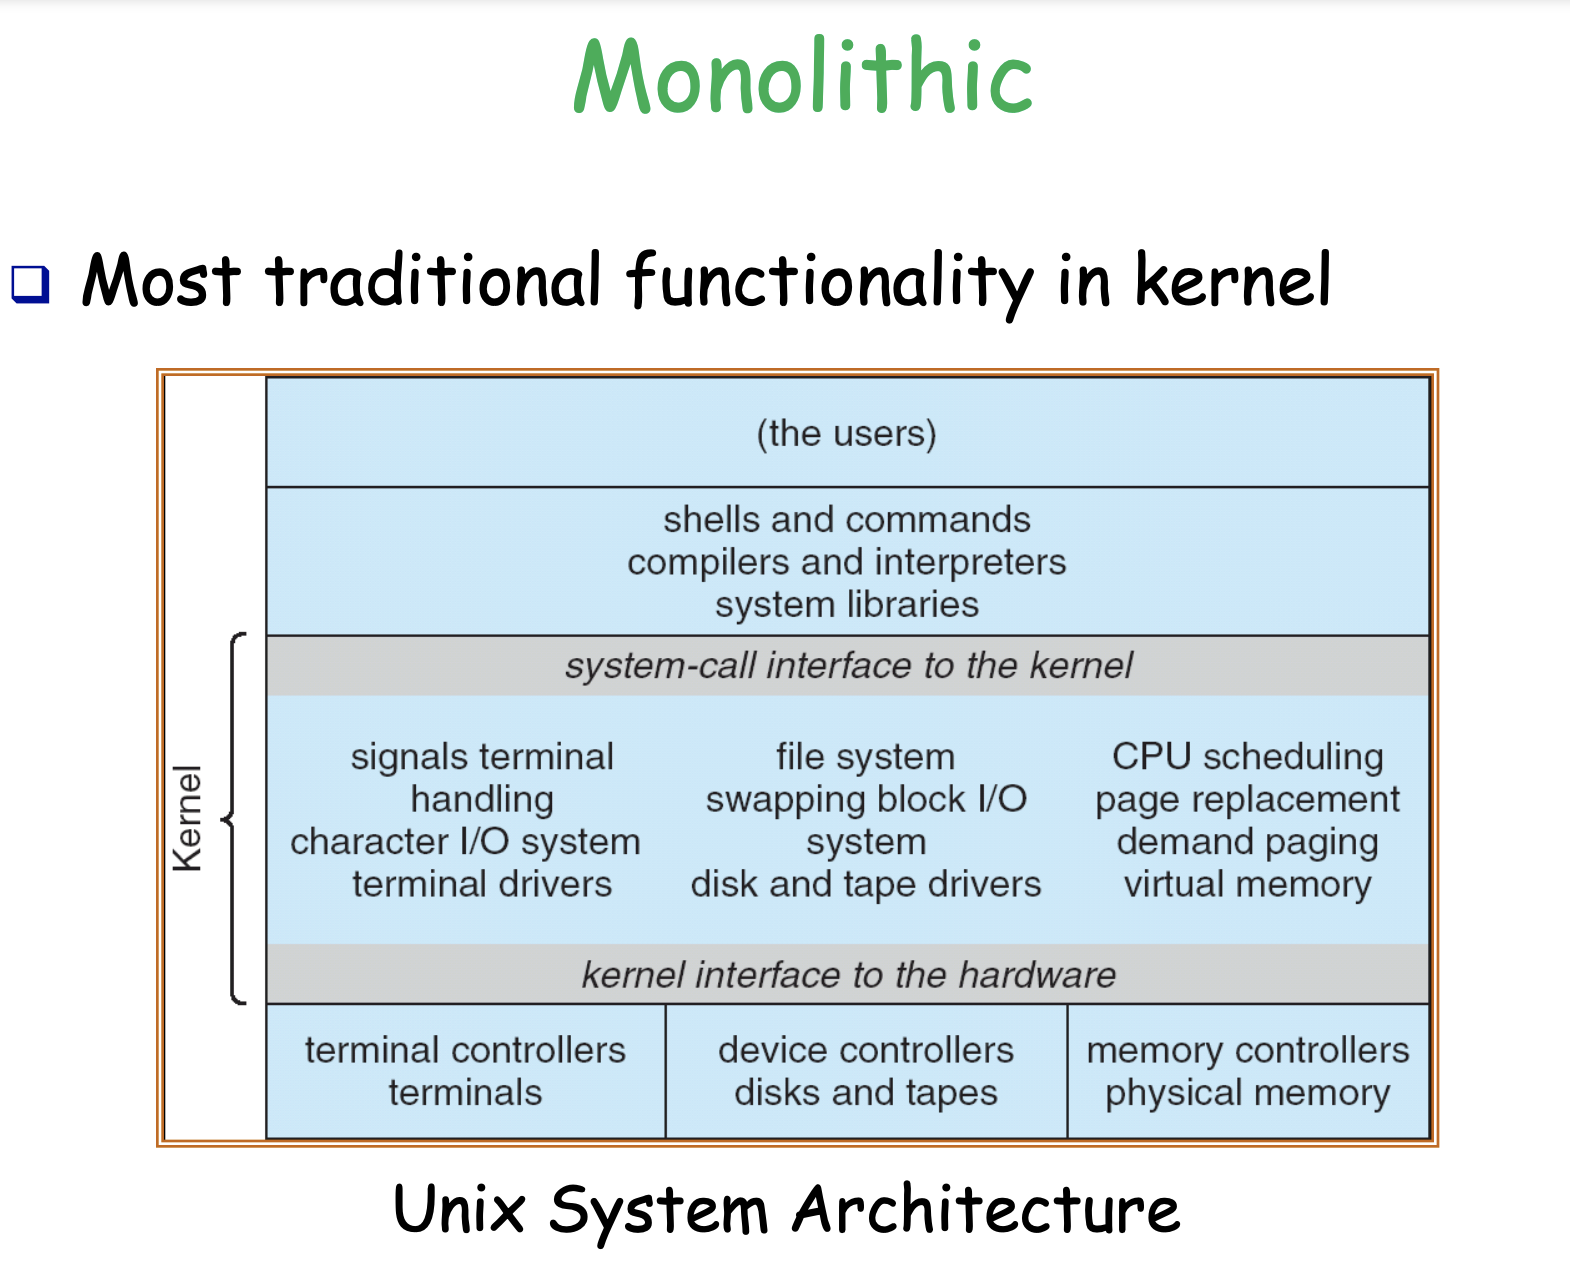 Monolithic
Most traditional functionality in kernel
(the users)
shells and commands
compilers and interpreters
system libraries
system-call interface to the kernel
Kernel
signals terminal
handling
character I/O system
terminal drivers
file system
swapping block I/O
system
disk and tape drivers
CPU scheduling
page replacement
demand paging
virtual memory
kernel interface to the hardware
terminal controllers
terminals
device controllers
disks and tapes
memory controllers
physical memory
Unix System Architecture